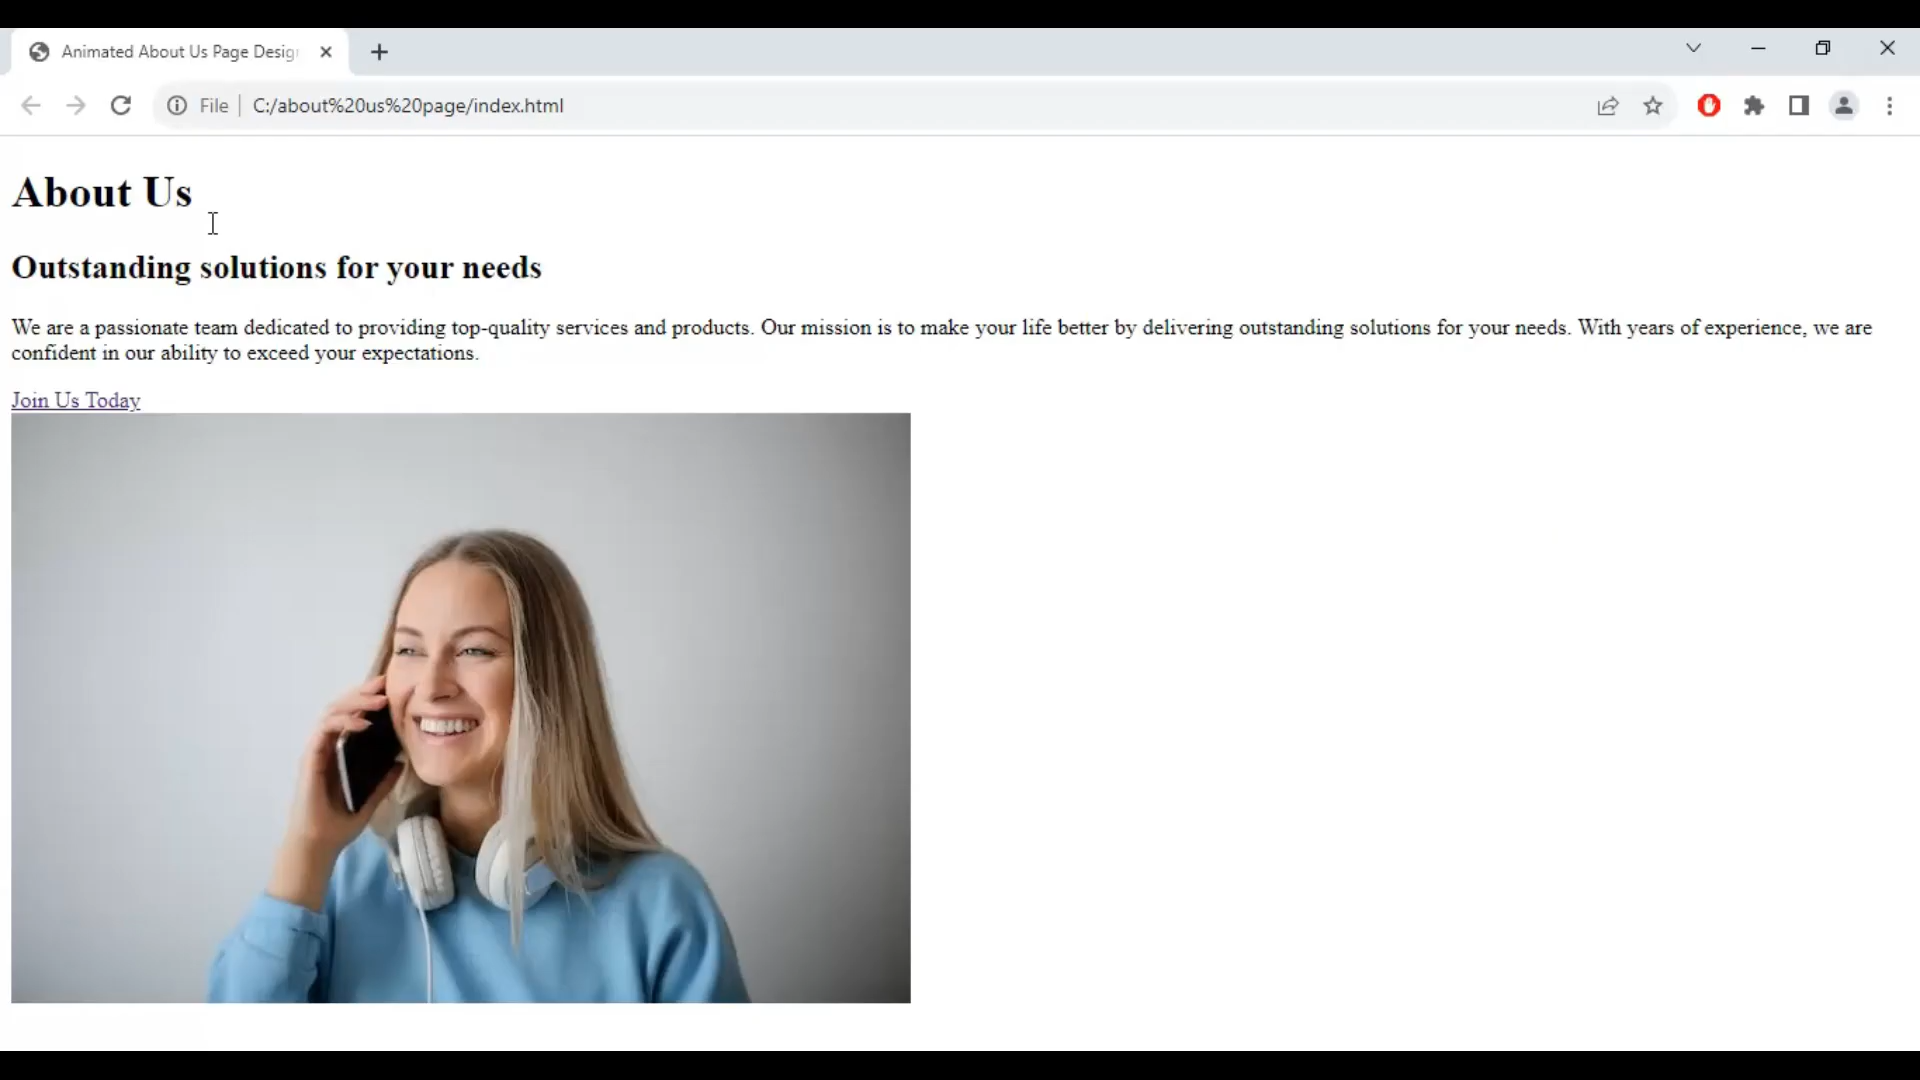 Animated About Us Page Desig
File
C:/about%20us%20page/index.html
About Us
Outstanding solutions for your needs
We are a passionate team dedicated to providing top-quality services and products. Our mission is to make your life better by delivering outstanding solutions for your needs. With years of experience, we are
confident in our ability to exceed your expectations.
Join Us Today